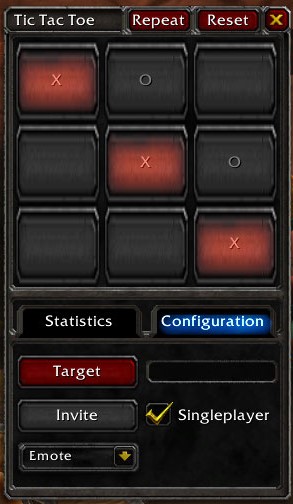 Tic Tac Toe Repeat Reset X
X O
X O
X
Statistics Configuration
Target
Invite Singleplayer
Emote